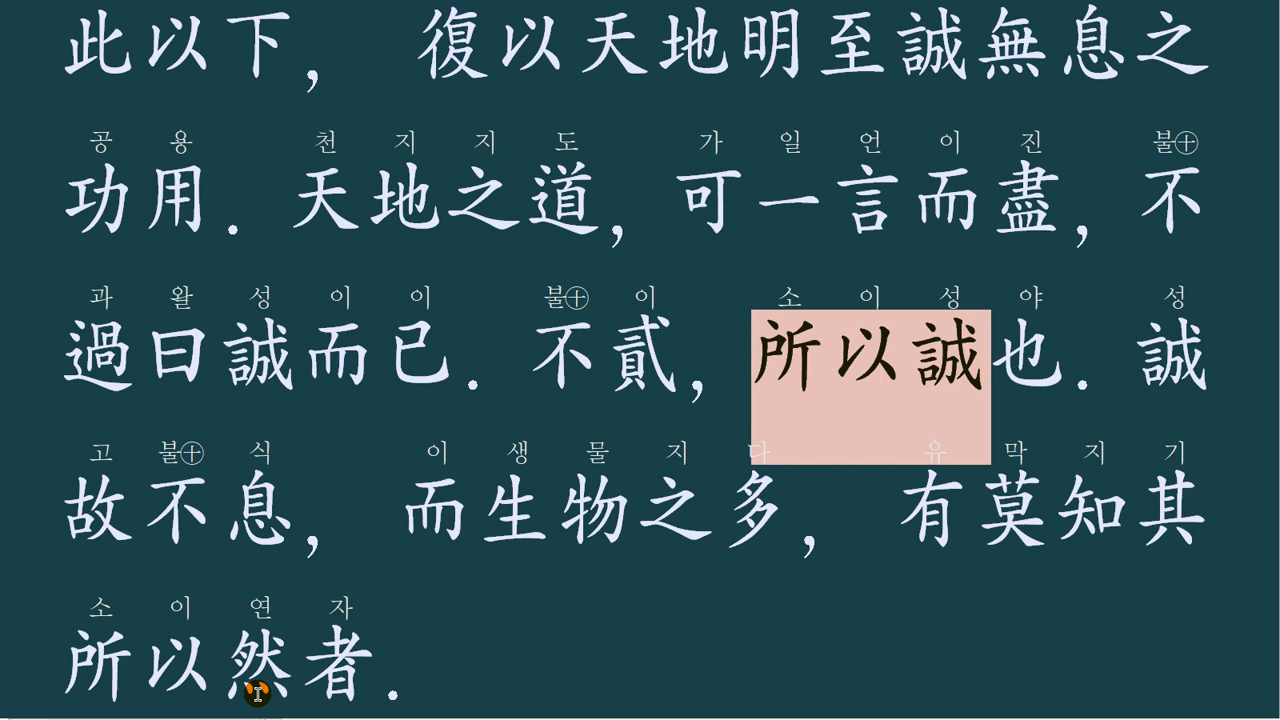 此以下, 復以天地明至誠無息之
공 용 천 지 지 도 가 일 언 이 진 불㊉
功用. 天地之道, 可一言而盡, 不
과 왈 성 이 이 불㊉ 이 소 이 성 야 성
過曰誠而已. 不貳, 所以誠也. 誠
고 불㊉ 식 이 생 물 지 다 유 막 지 기
故不息, 而生物之多, 有莫知其
소 이 연 자
所以然者.